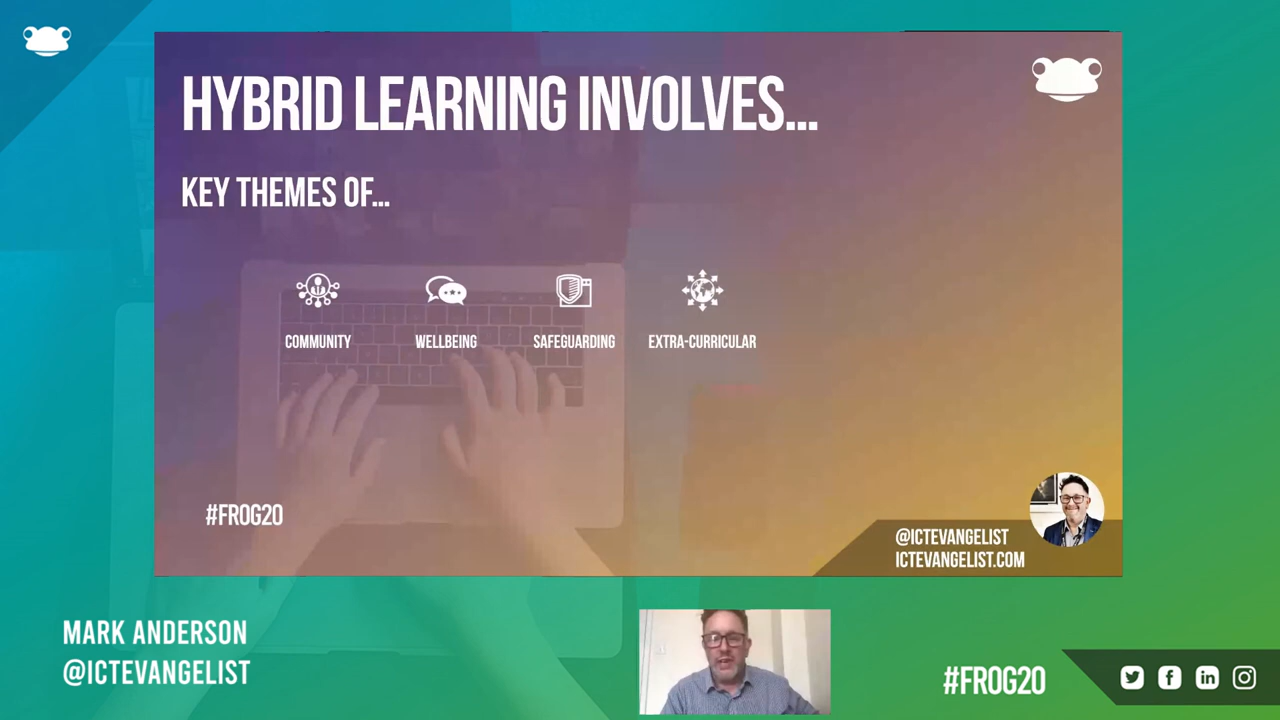 HYBRID LEARNING INVOLVES...
KEY THEMES OF...
COMMUNITY
WELLBEING
SAFEGUARDING
EXTRA-CURRICULAR
#FROG20
@ICTEVANGELIST
ICTEVANGELIST.COM
MARK ANDERSON
@ICTEVANGELIST
#FROG20